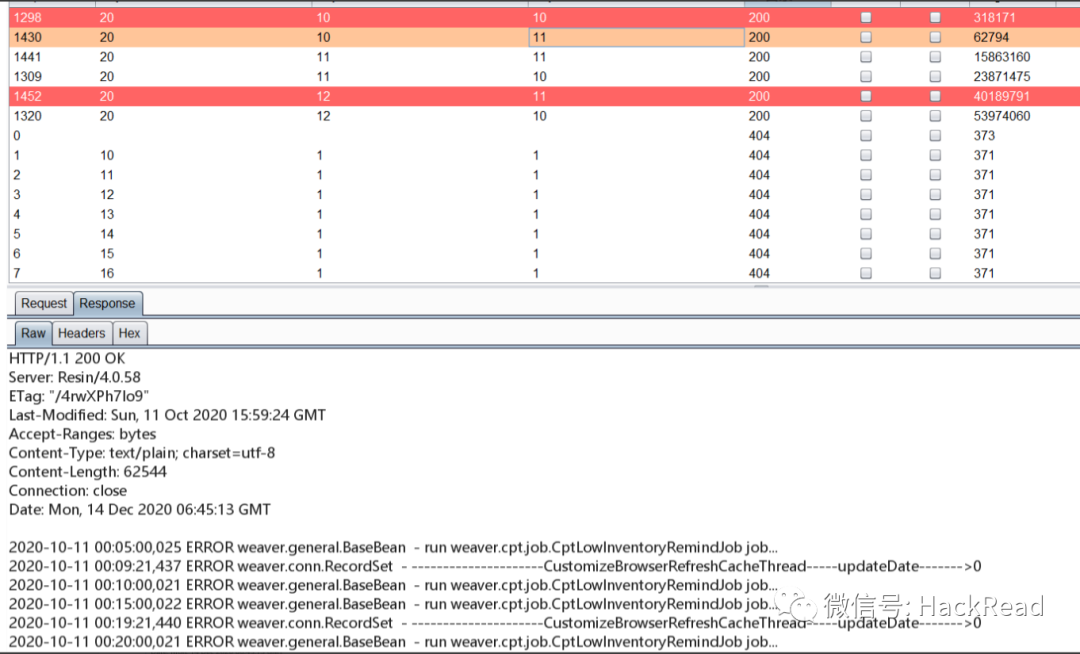 1298 20 10 10 200 318171
1430 20 10 11 200 62794
1441 20 11 11 200 15863160
1309 20 11 10 200 23871475
1452 20 12 11 200 40189791
1320 20 12 10 200 53974060
0 404 373
1 10 1 1 404 371
2 11 1 1 404 371
3 12 1 1 404 371
4 13 1 1 404 371
5 14 1 1 404 371
6 15 1 1 404 371
7 16 1 1 404 371
Request Response
Raw Headers Hex
HTTP/1.1 200 OK
Server: Resin/4.0.58
ETag: "/4rwXPh7Io9"
Last-Modified: Sun, 11 Oct 2020 15:59:24 GMT
Accept-Ranges: bytes
Content-Type: text/plain; charset=utf-8
Content-Length: 62544
Connection: close
Date: Mon, 14 Dec 2020 06:45:13 GMT
2020-10-11 00:05:00,025 ERROR weaver.general.BaseBean - run weaver.cpt.job.CptLowInventoryRemindJob job...
2020-10-11 00:09:21,437 ERROR weaver.conn.RecordSet - ----------------------CustomizeBrowserRefreshCacheThread-----updateDate------->0
2020-10-11 00:10:00,021 ERROR weaver.general.BaseBean - run weaver.cpt.job.CptLowInventoryRemindJob job...
2020-10-11 00:15:00,022 ERROR weaver.general.BaseBean - run weaver.cpt.job.CptLowInventoryRemindJob job...
2020-10-11 00:19:21,440 ERROR weaver.conn.RecordSet - ----------------------CustomizeBrowserRefreshCacheThread-----updateDate------->0
2020-10-11 00:20:00,021 ERROR weaver.general.BaseBean - run weaver.cpt.job.CptLowInventoryRemindJob job...
微信号: HackRead